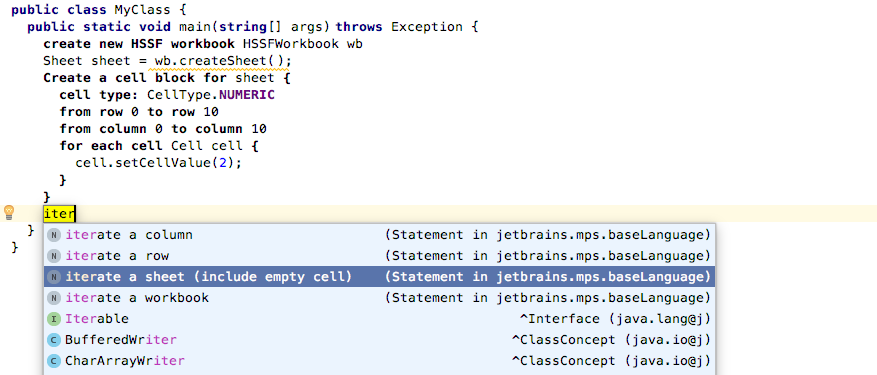 public class MyClass {
public static void main(string[] args) throws Exception {
create new HSSF workbook HSSFWorkbook wb
Sheet sheet = wb.createSheet();
Create a cell block for sheet {
cell type: CellType.NUMERIC
from row 0 to row 10
from column 0 to column 10
for each cell Cell cell {
cell.setCellValue(2);
}
}
iter
}
}
N iterate a column (Statement in jetbrains.mps.baseLanguage)
N iterate a row (Statement in jetbrains.mps.baseLanguage)
N iterate a sheet (include empty cell) (Statement in jetbrains.mps.baseLanguage)
N iterate a workbook (Statement in jetbrains.mps.baseLanguage)
I Iterable ^Interface (java.lang@j)
C BufferedWriter ^ClassConcept (java.io@j)
C CharArrayWriter ^ClassConcept (java.io@j)